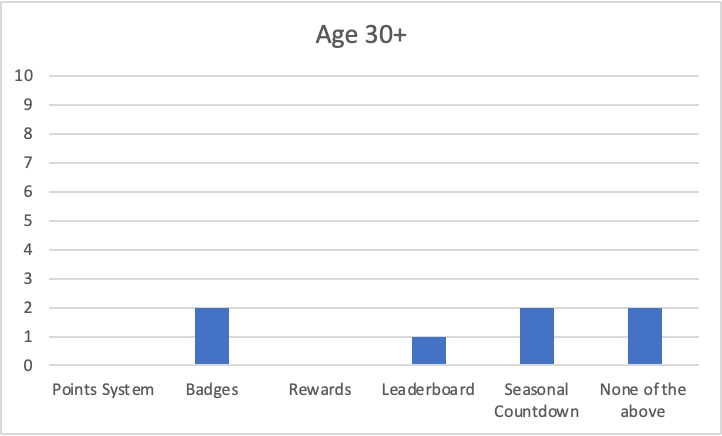 Age 30+
10
9
8
7
6
5
4
3
2
1
0
Points System
Badges
Rewards
Leaderboard
Seasonal
Countdown
None of the
above